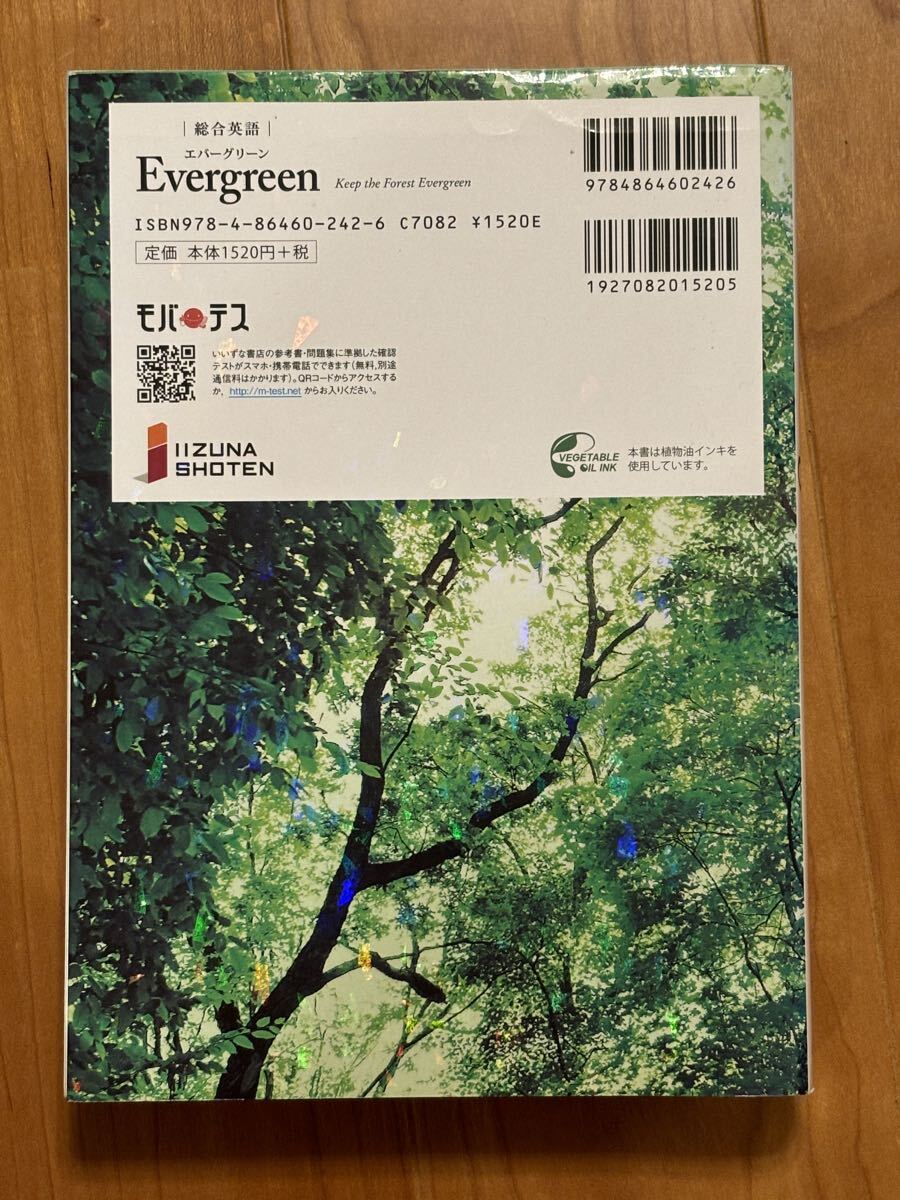 | 総合英語 |
エバーグリーン
Evergreen Keep the Forest Evergreen
ISBN978-4-86460-242-6 C7082 ¥1520E
定価 本体1520円+税
9784864602426
1927082015205
モバテス
いいずな書店の参考書・問題集に準拠した確認
テストがスマホ・携帯電話でできます(無料,別途
通信料はかかります)。QRコードからアクセスする
か, http://m-test.net からお入りください。
IIZUNA
SHOTEN
VEGETABLE
OIL INK
本書は植物油インキを
使用しています。